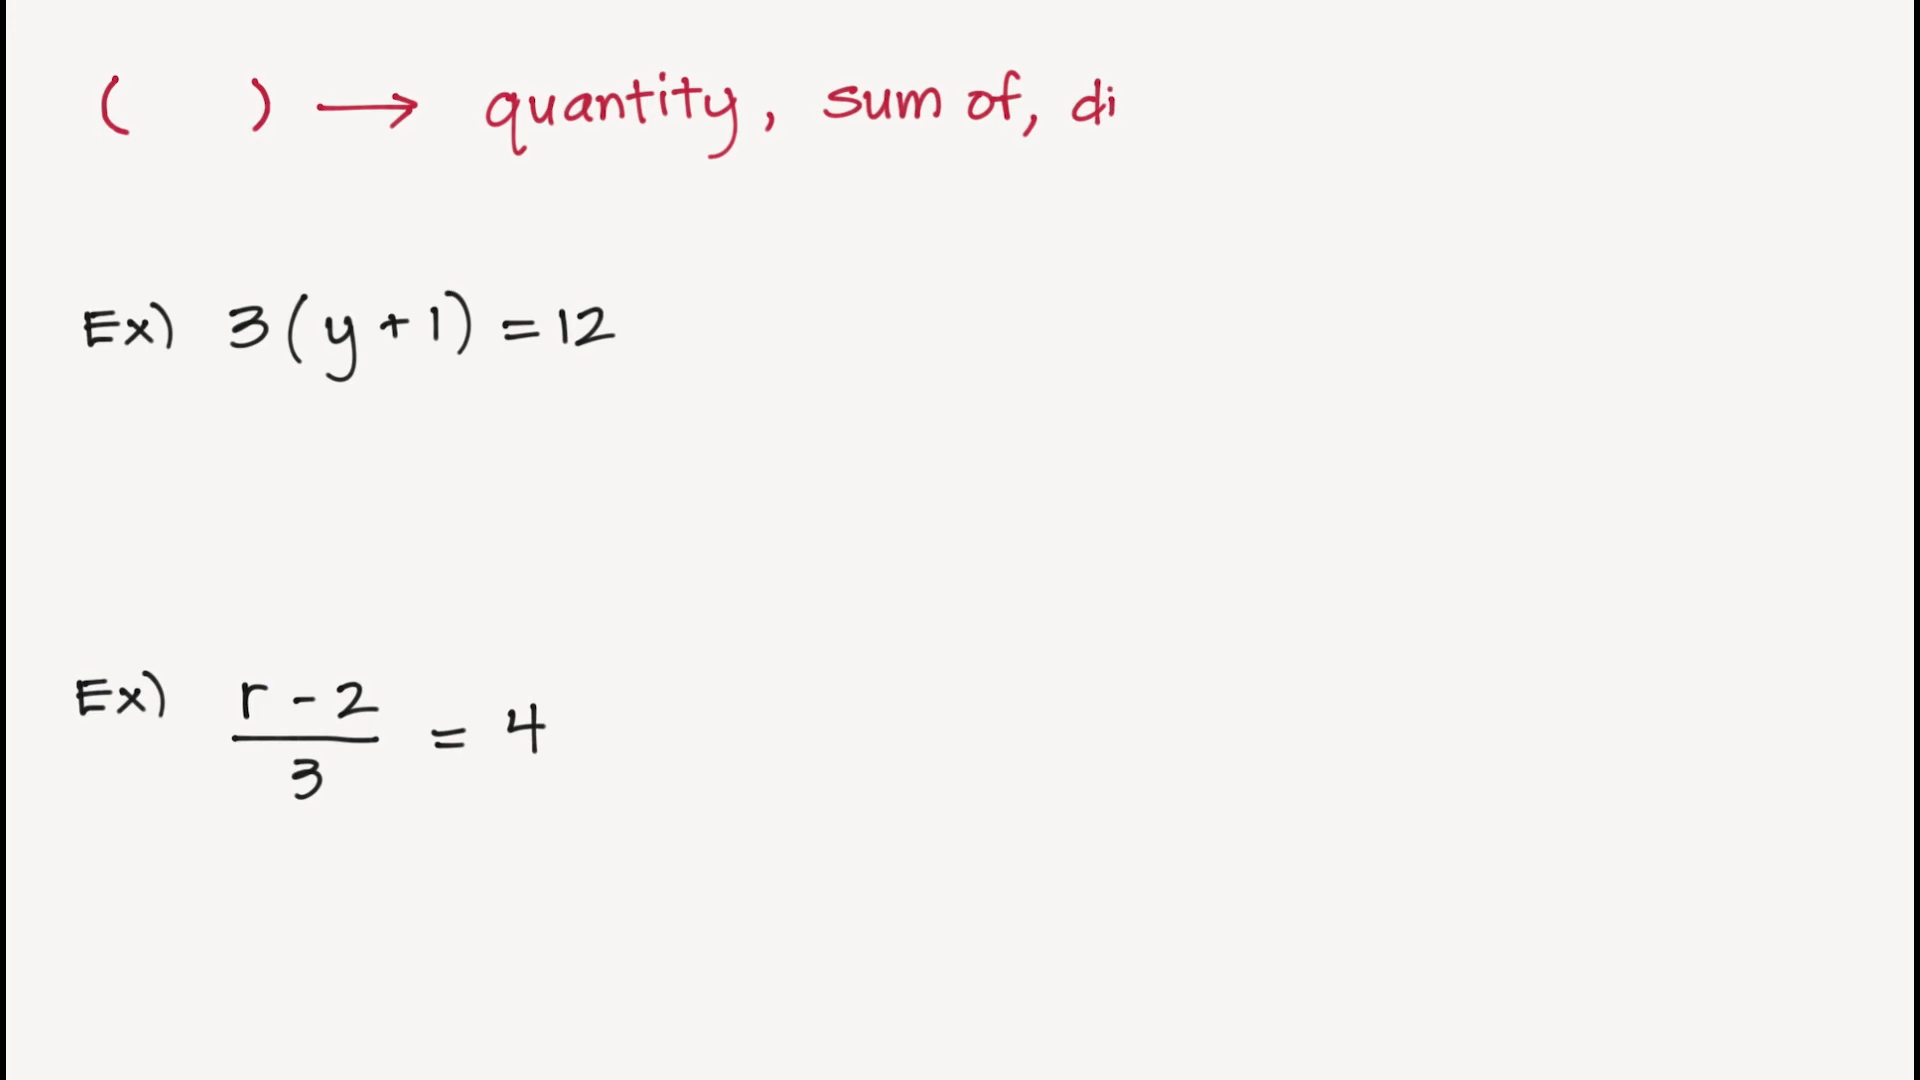 ( ) → quantity, sum of, di
Ex) 3(y+1) = 12
Ex) r - 2 / 3 = 4